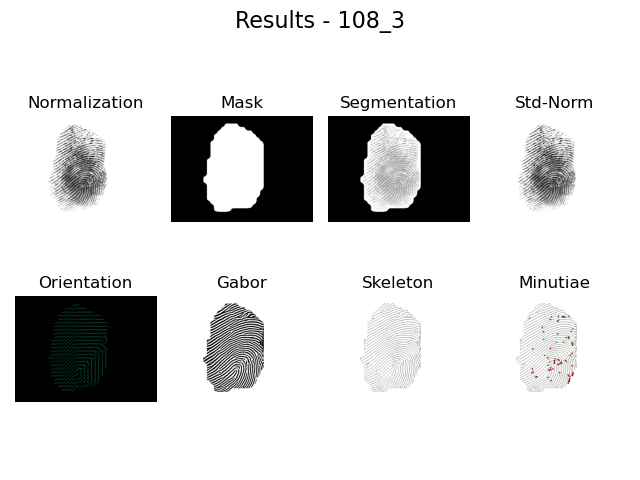 Results - 108_3
Normalization
Mask
Segmentation
Std-Norm
Orientation
Gabor
Skeleton
Minutiae